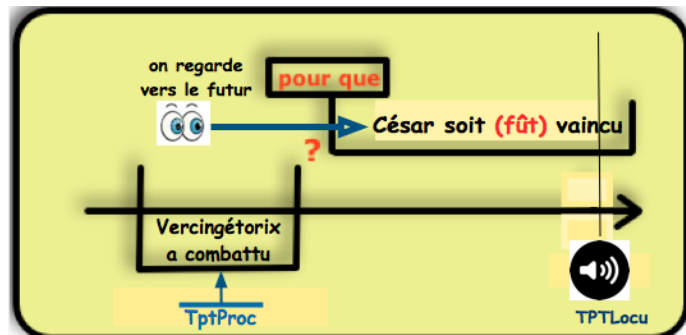 on regarde
vers le futur
pour que
César soit (fût) vaincu
?
Vercingétorix
a combattu
TptProc
TPTLocu